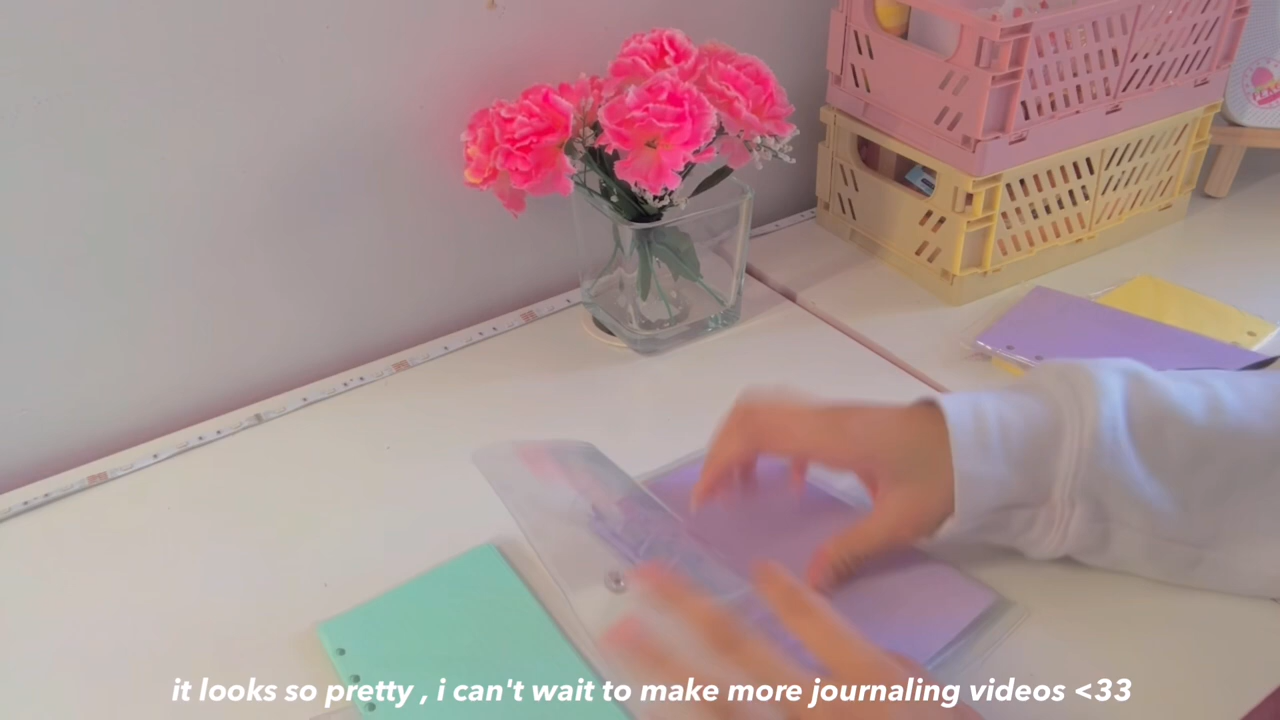 it looks so pretty , i can't wait to make more journaling videos <33